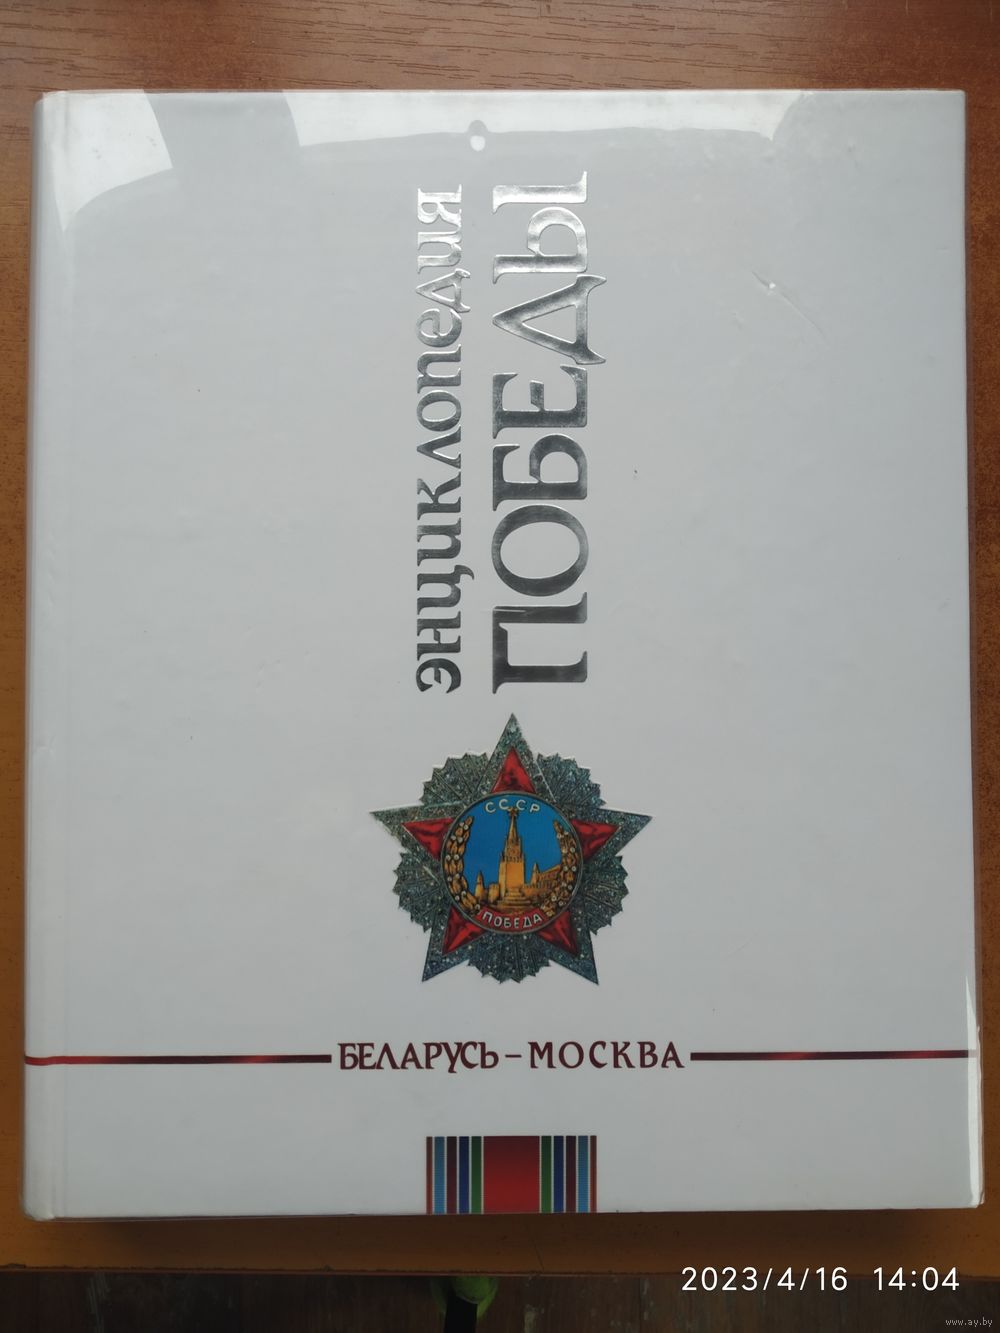 энциклопедия
ПОБЕДЫ
СССР
ПОБЕДА
БЕЛАРУСЬ – МОСКВА
2023/4/16 14:04
www.ay.by